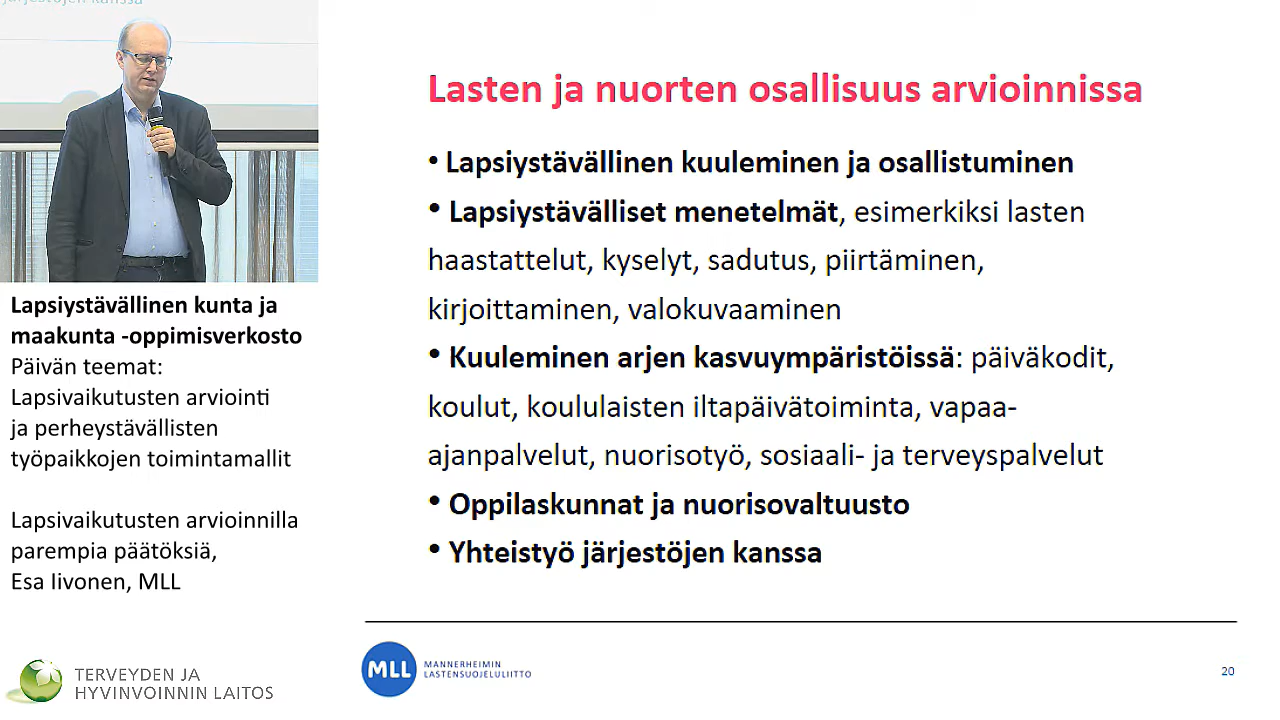 järjestöjen kanssa
Lasten ja nuorten osallisuus arvioinnissa
• Lapsiystävällinen kuuleminen ja osallistuminen
• Lapsiystävälliset menetelmät, esimerkiksi lasten
haastattelut, kyselyt, sadutus, piirtäminen,
kirjoittaminen, valokuvaaminen
• Kuuleminen arjen kasvuympäristöissä: päiväkodit,
koulut, koululaisten iltapäivätoiminta, vapaa-
ajanpalvelut, nuorisotyö, sosiaali- ja terveyspalvelut
• Oppilaskunnat ja nuorisovaltuusto
• Yhteistyö järjestöjen kanssa
Lapsiystävällinen kunta ja
maakunta -oppimisverkosto
Päivän teemat:
Lapsivaikutusten arviointi
ja perheystävällisten
työpaikkojen toimintamallit
Lapsivaikutusten arvioinnilla
parempia päätöksiä,
Esa Iivonen, MLL
TERVEYDEN JA
HYVINVOINNIN LAITOS
MLL
MANNERHEIMIN
LASTENSUOJELULIITTO
20